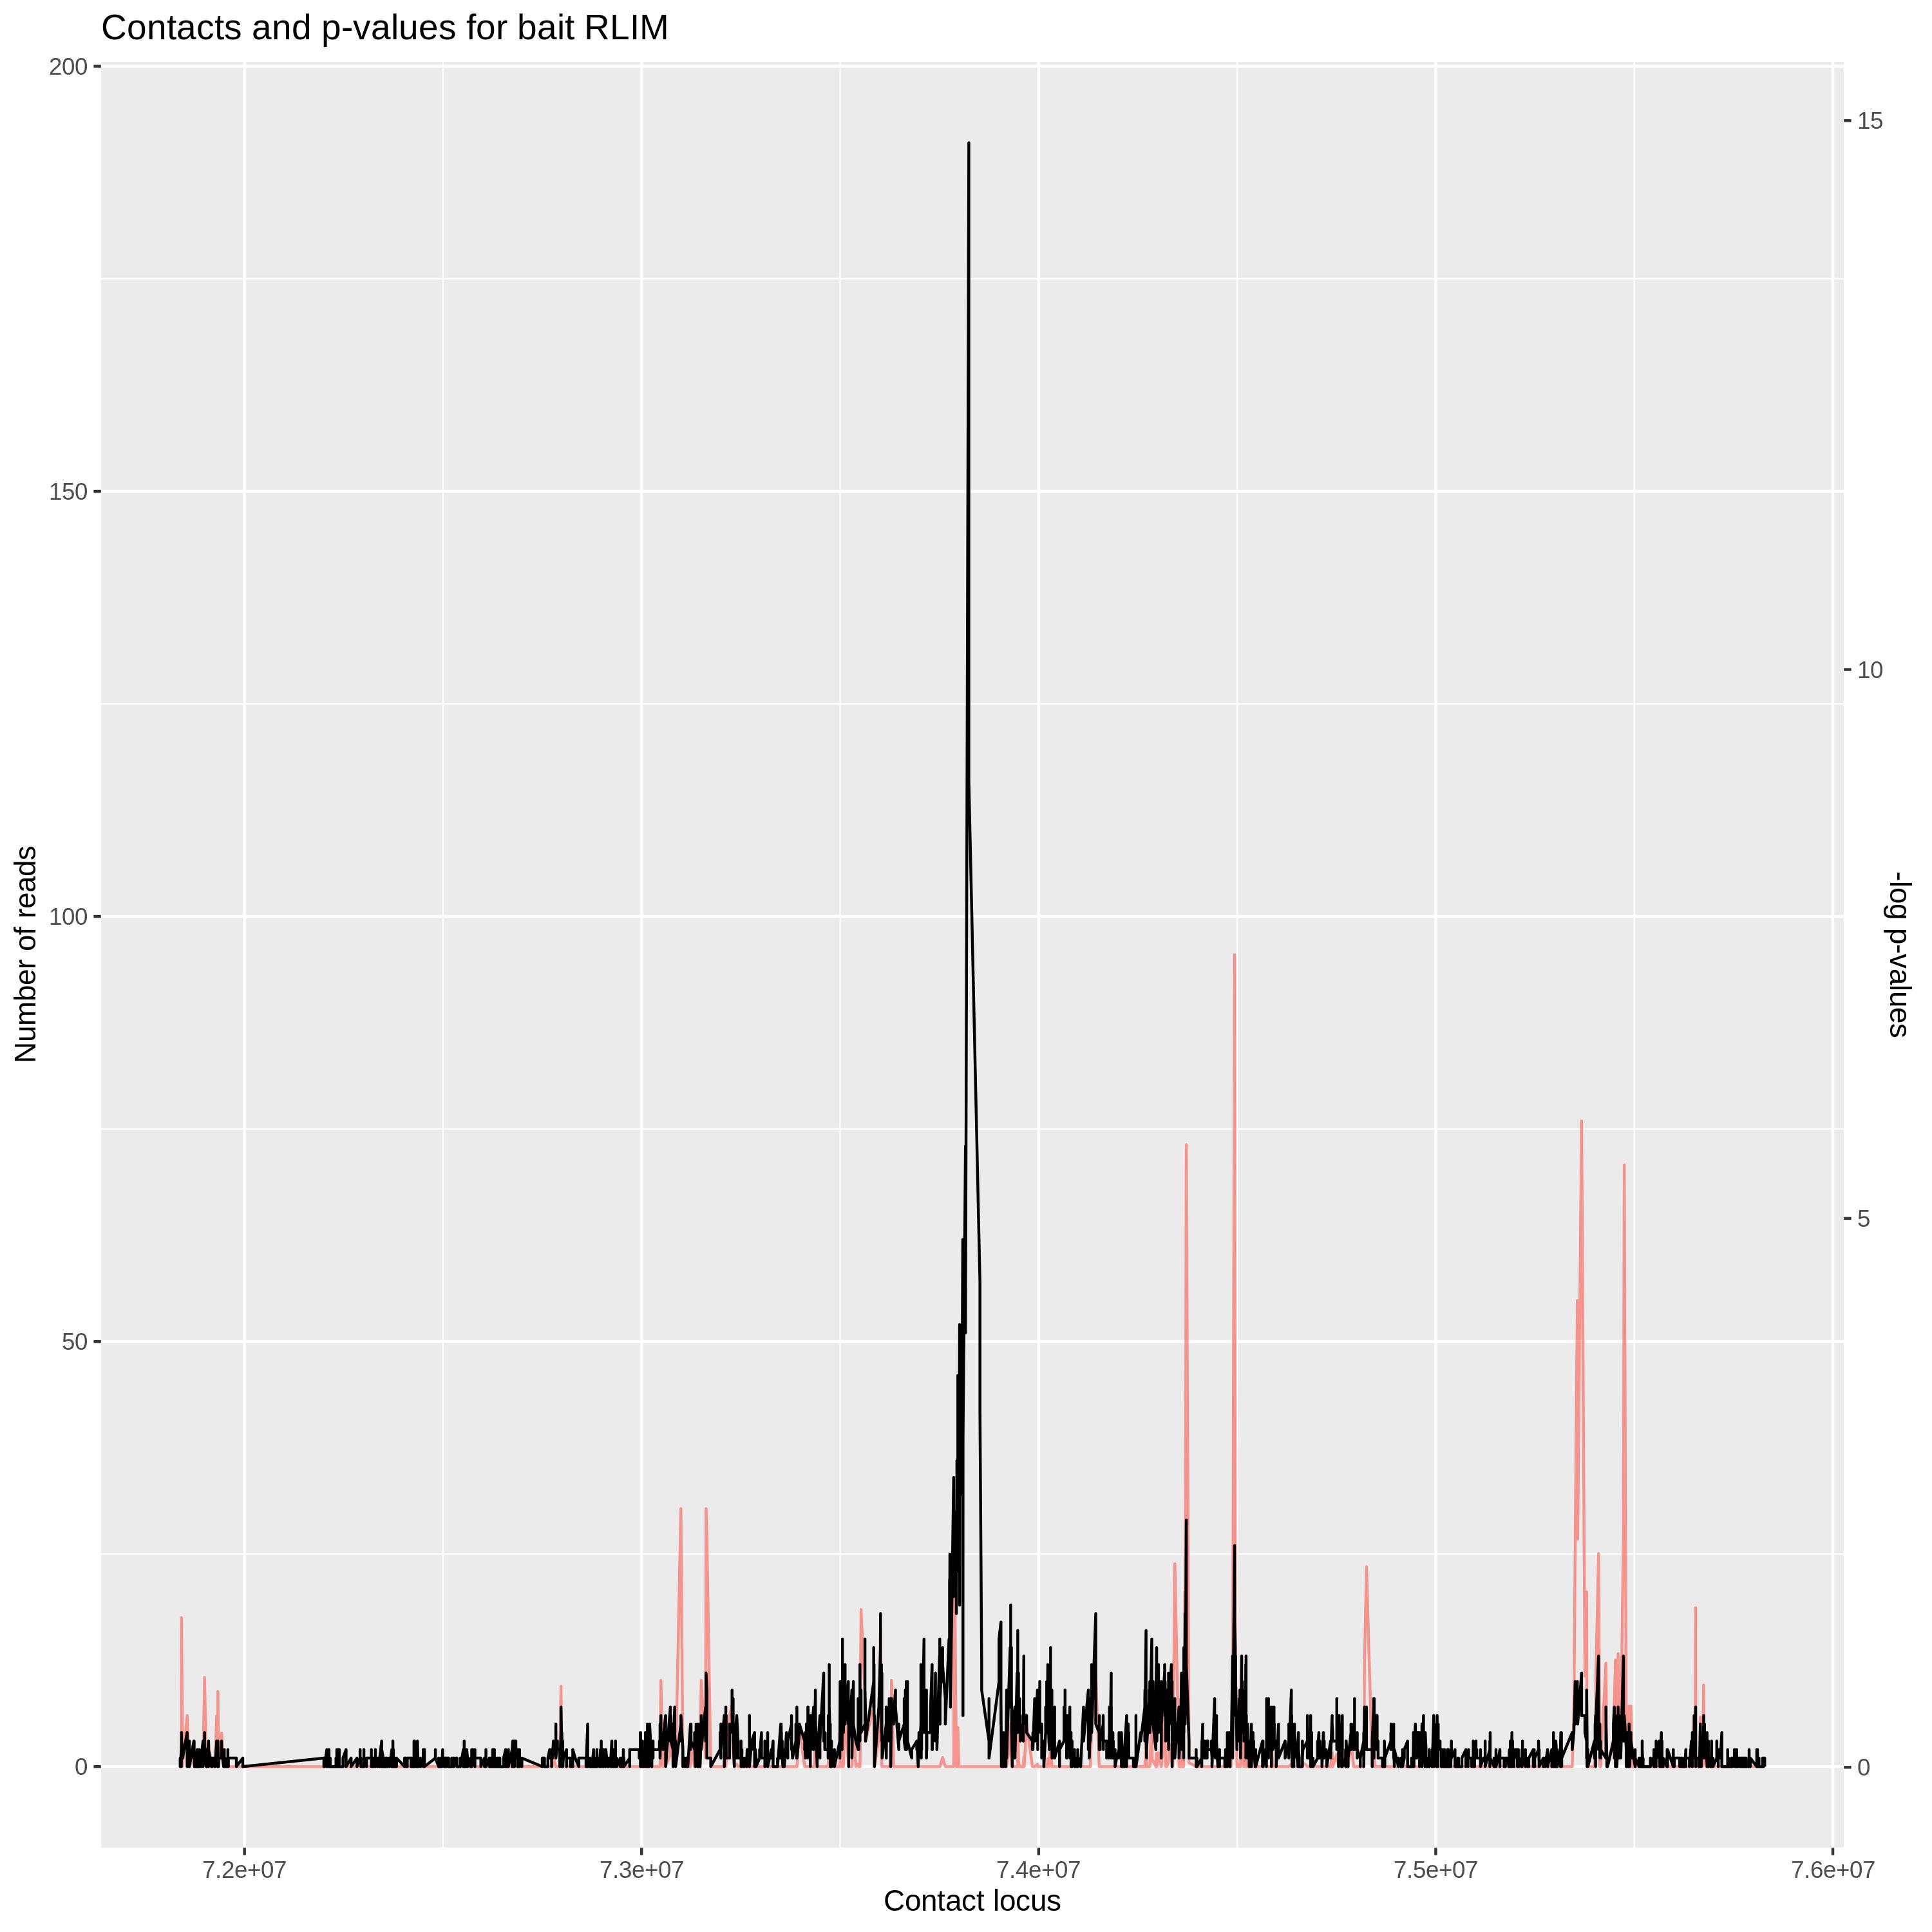 Contacts and p-values for bait RLIM
200
150
100
50
0
Number of reads
15
10
5
0
-log p-values
7.2e+07
7.3e+07
7.4e+07
7.5e+07
7.6e+07
Contact locus